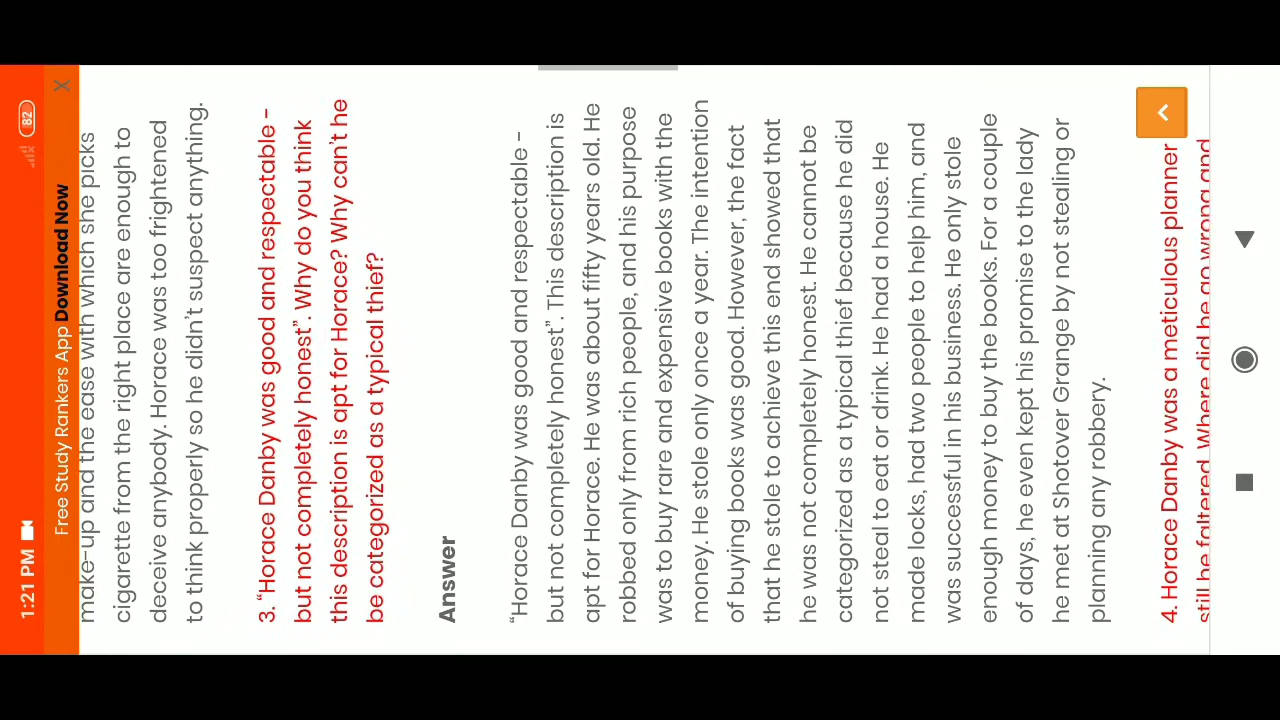 1:21 PM
82
Free Study Rankers App Download Now
X
make-up and the ease with which she picks
cigarette from the right place are enough to
deceive anybody. Horace was too frightened
to think properly so he didn't suspect anything.
3. “Horace Danby was good and respectable -
but not completely honest”. Why do you think
this description is apt for Horace? Why can't he
be categorized as a typical thief?
Answer
“Horace Danby was good and respectable -
but not completely honest”. This description is
apt for Horace. He was about fifty years old. He
robbed only from rich people, and his purpose
was to buy rare and expensive books with the
money. He stole only once a year. The intention
of buying books was good. However, the fact
that he stole to achieve this end showed that
he was not completely honest. He cannot be
categorized as a typical thief because he did
not steal to eat or drink. He had a house. He
made locks, had two people to help him, and
was successful in his business. He only stole
enough money to buy the books. For a couple
of days, he even kept his promise to the lady
he met at Shotover Grange by not stealing or
planning any robbery.
4. Horace Danby was a meticulous planner
still he faltered. Where did he go wrong and